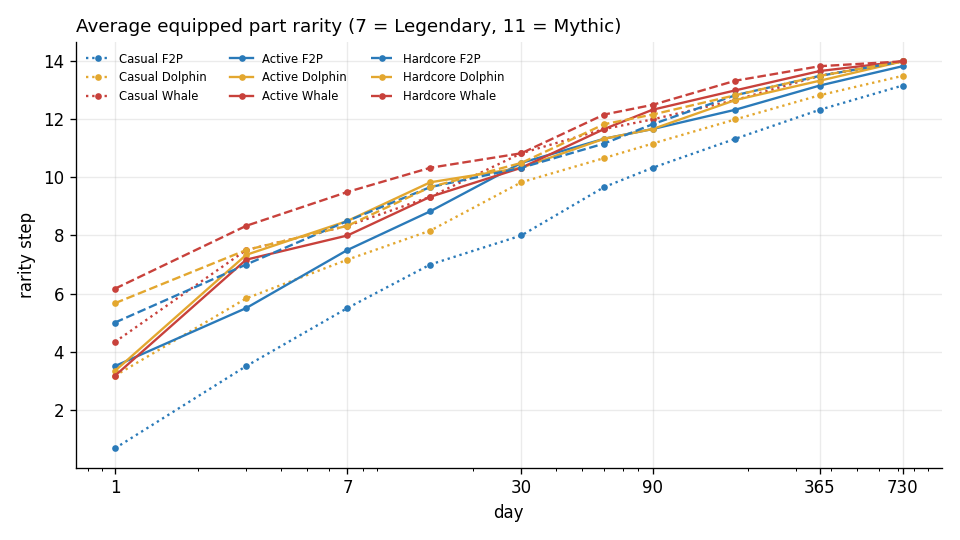 Average equipped part rarity (7 = Legendary, 11 = Mythic)
Casual F2P Active F2P Hardcore F2P
Casual Dolphin Active Dolphin Hardcore Dolphin
Casual Whale Active Whale Hardcore Whale
14
12
10
8
6
4
2
rarity step
1 7 30 90 365 730
day